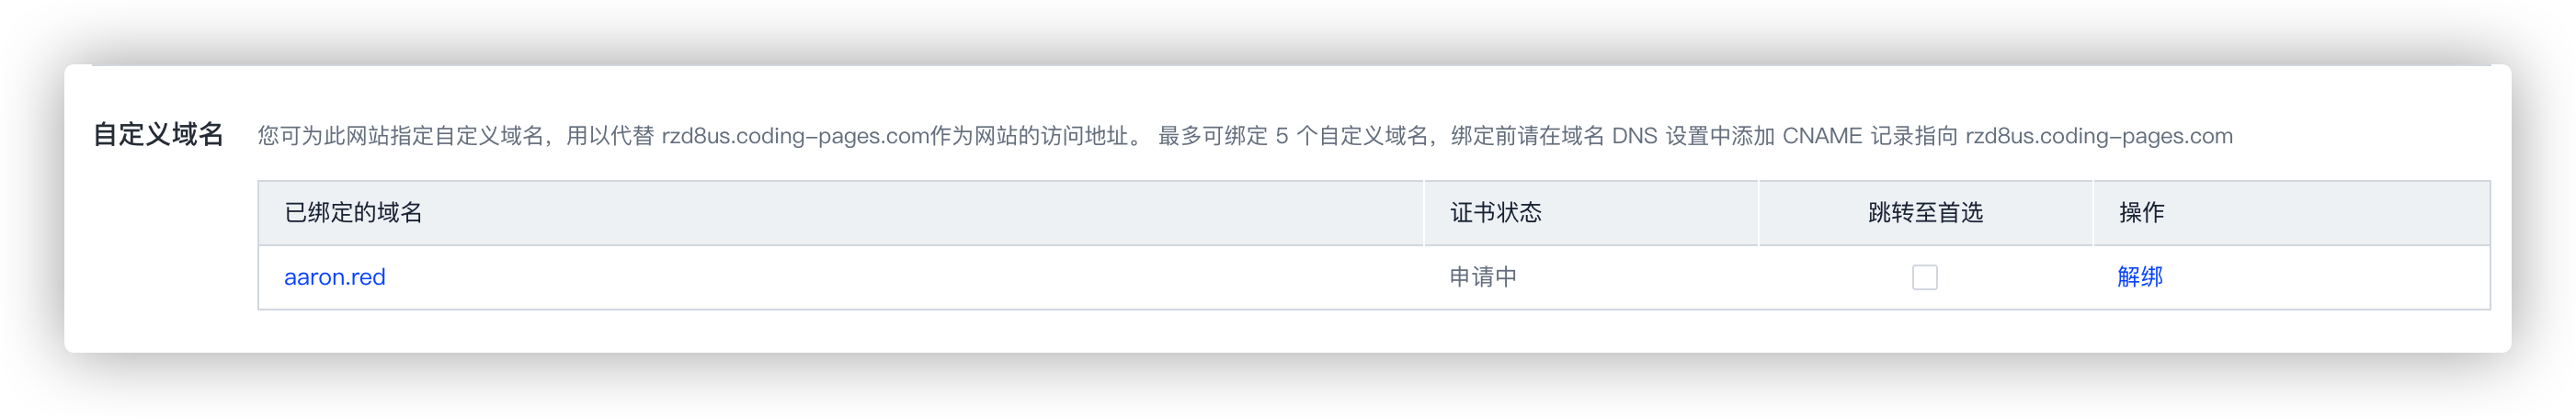 自定义域名 您可为此网站指定自定义域名，用以代替 rzd8us.coding-pages.com作为网站的访问地址。 最多可绑定 5 个自定义域名，绑定前请在域名 DNS 设置中添加 CNAME 记录指向 rzd8us.coding-pages.com
已绑定的域名 证书状态 跳转至首选 操作
aaron.red 申请中 解绑